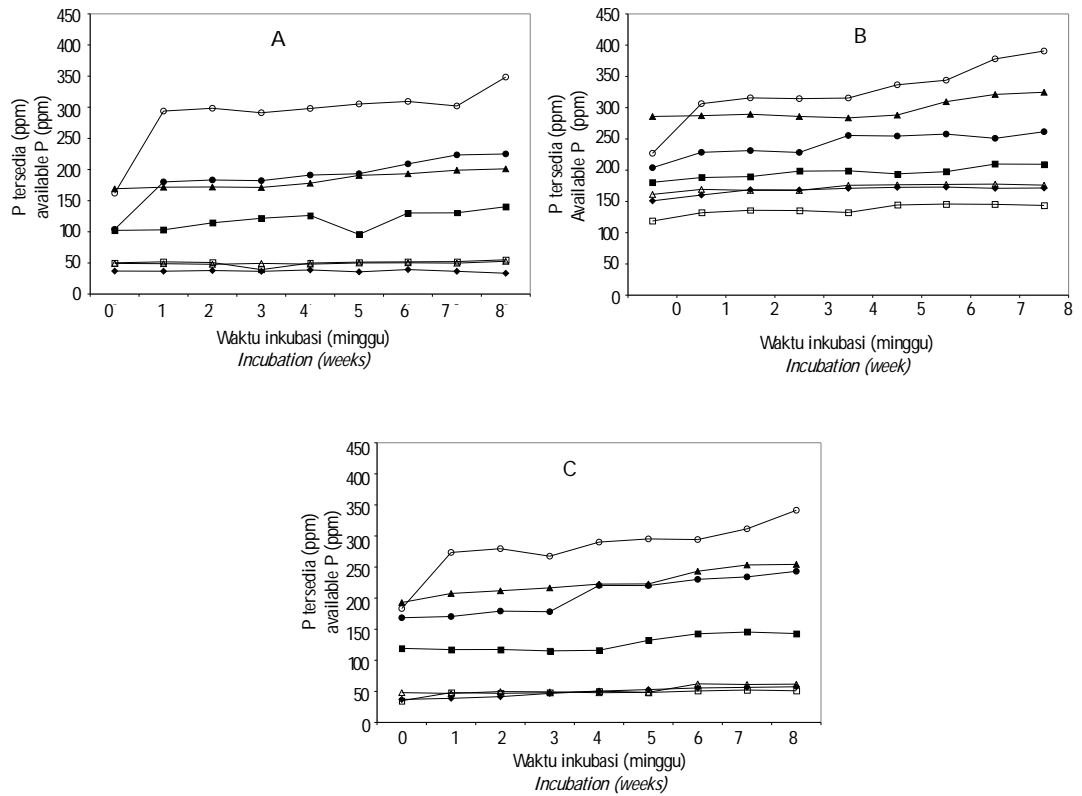 A
450
400
350
300
250
200
150
100
50
0
P tersedia (ppm)
available P (ppm)
0 1 2 3 4 5 6 7 8
Waktu inkubasi (minggu)
Incubation (weeks)
B
450
400
350
300
250
200
150
100
50
0
P tersedia (ppm)
Available P (ppm)
0 1 2 3 4 5 6 7 8
Waktu inkubasi (minggu)
Incubation (week)
C
450
400
350
300
250
200
150
100
50
0
P tersedia (ppm)
available P (ppm)
0 1 2 3 4 5 6 7 8
Waktu inkubasi (minggu)
Incubation (weeks)